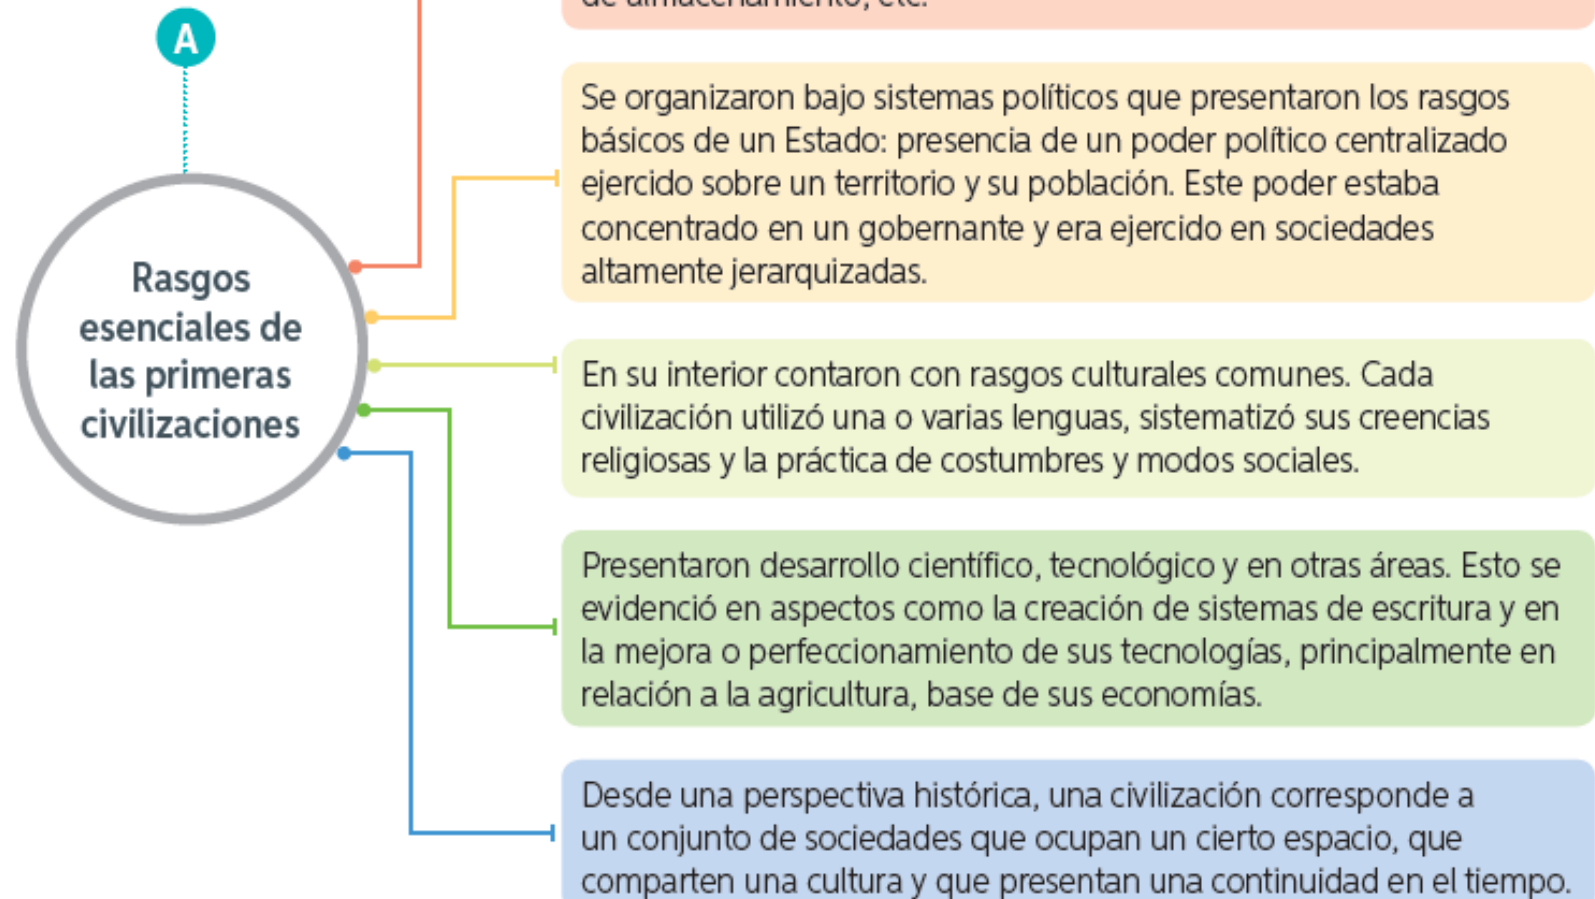 de almacenamiento, etc.
A
Se organizaron bajo sistemas políticos que presentaron los rasgos
básicos de un Estado: presencia de un poder político centralizado
ejercido sobre un territorio y su población. Este poder estaba
concentrado en un gobernante y era ejercido en sociedades
altamente jerarquizadas.
Rasgos
esenciales de
las primeras
civilizaciones
En su interior contaron con rasgos culturales comunes. Cada
civilización utilizó una o varias lenguas, sistematizó sus creencias
religiosas y la práctica de costumbres y modos sociales.
Presentaron desarrollo científico, tecnológico y en otras áreas. Esto se
evidenció en aspectos como la creación de sistemas de escritura y en
la mejora o perfeccionamiento de sus tecnologías, principalmente en
relación a la agricultura, base de sus economías.
Desde una perspectiva histórica, una civilización corresponde a
un conjunto de sociedades que ocupan un cierto espacio, que
comparten una cultura y que presentan una continuidad en el tiempo.